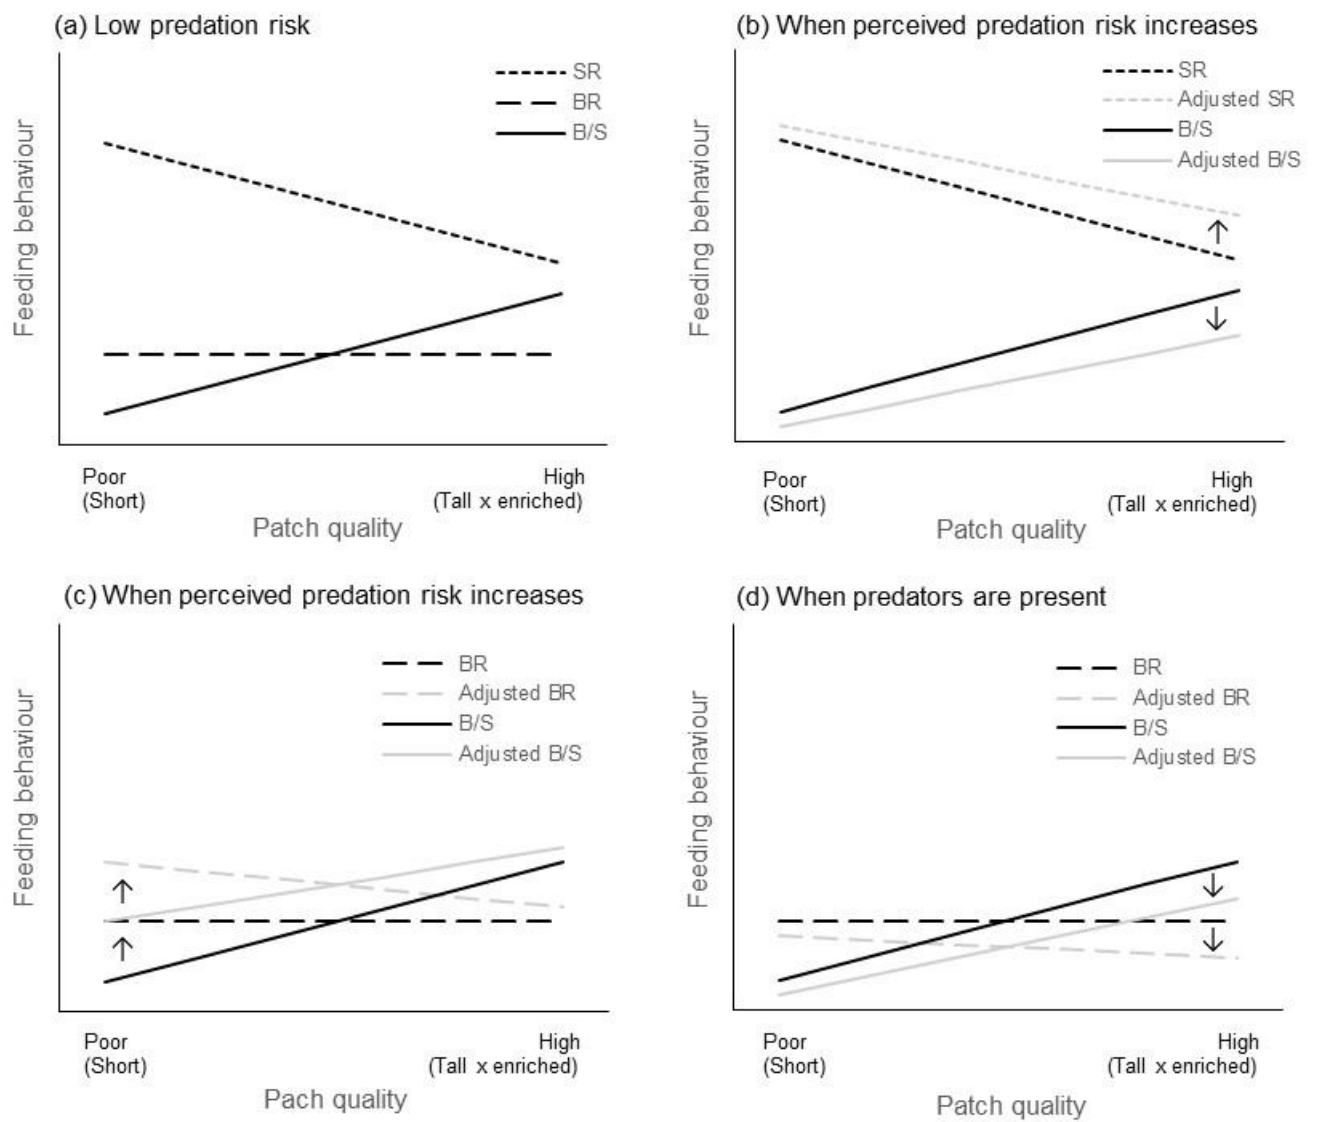 (a) Low predation risk
SR
BR
B/S
Feeding behaviour
Poor
(Short)
High
(Tall x enriched)
Patch quality
(b) When perceived predation risk increases
SR
Adjusted SR
B/S
Adjusted B/S
Feeding behaviour
Poor
(Short)
High
(Tall x enriched)
Patch quality
(c) When perceived predation risk increases
BR
Adjusted BR
B/S
Adjusted B/S
Feeding behaviour
Poor
(Short)
High
(Tall x enriched)
Pach quality
(d) When predators are present
BR
Adjusted BR
B/S
Adjusted B/S
Feeding behaviour
Poor
(Short)
High
(Tall x enriched)
Patch quality